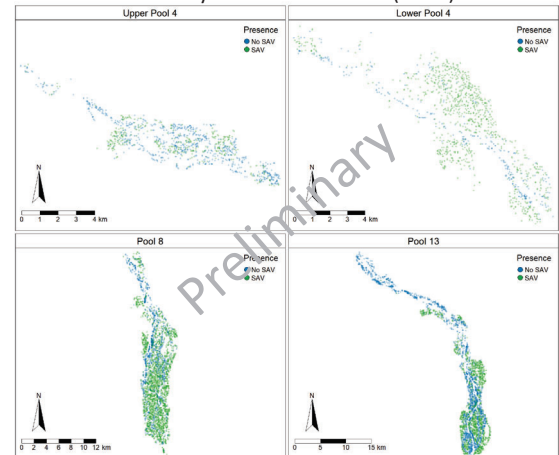 Upper Pool 4
Presence
No SAV
SAV
N
0 1 2 3 4 km
Lower Pool 4
Presence
No SAV
SAV
N
0 1 2 3 4 km
Preliminary
Pool 8
Presence
No SAV
SAV
N
0 2 4 6 8 10 12 km
Pool 13
Presence
No SAV
SAV
N
0 5 10 15 km